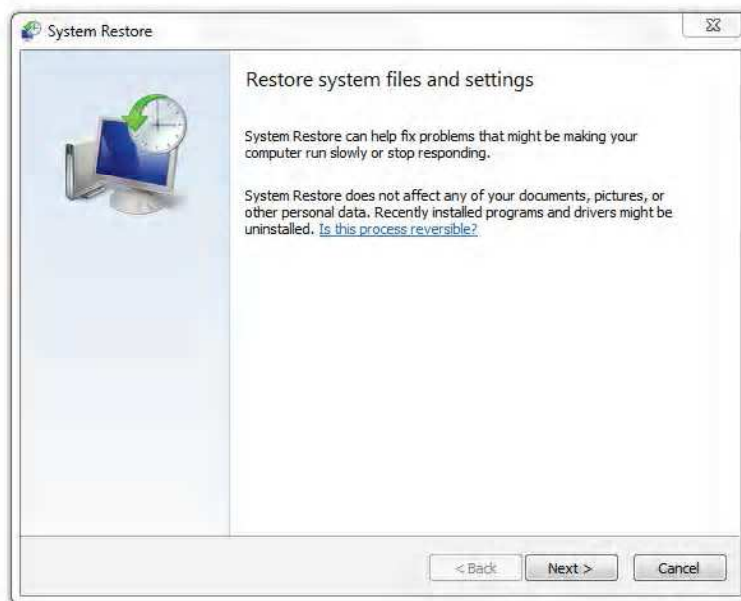 System Restore
Restore system files and settings
System Restore can help fix problems that might be making your
computer run slowly or stop responding.
System Restore does not affect any of your documents, pictures, or
other personal data. Recently installed programs and drivers might be
uninstalled. Is this process reversible?
< Back Next > Cancel